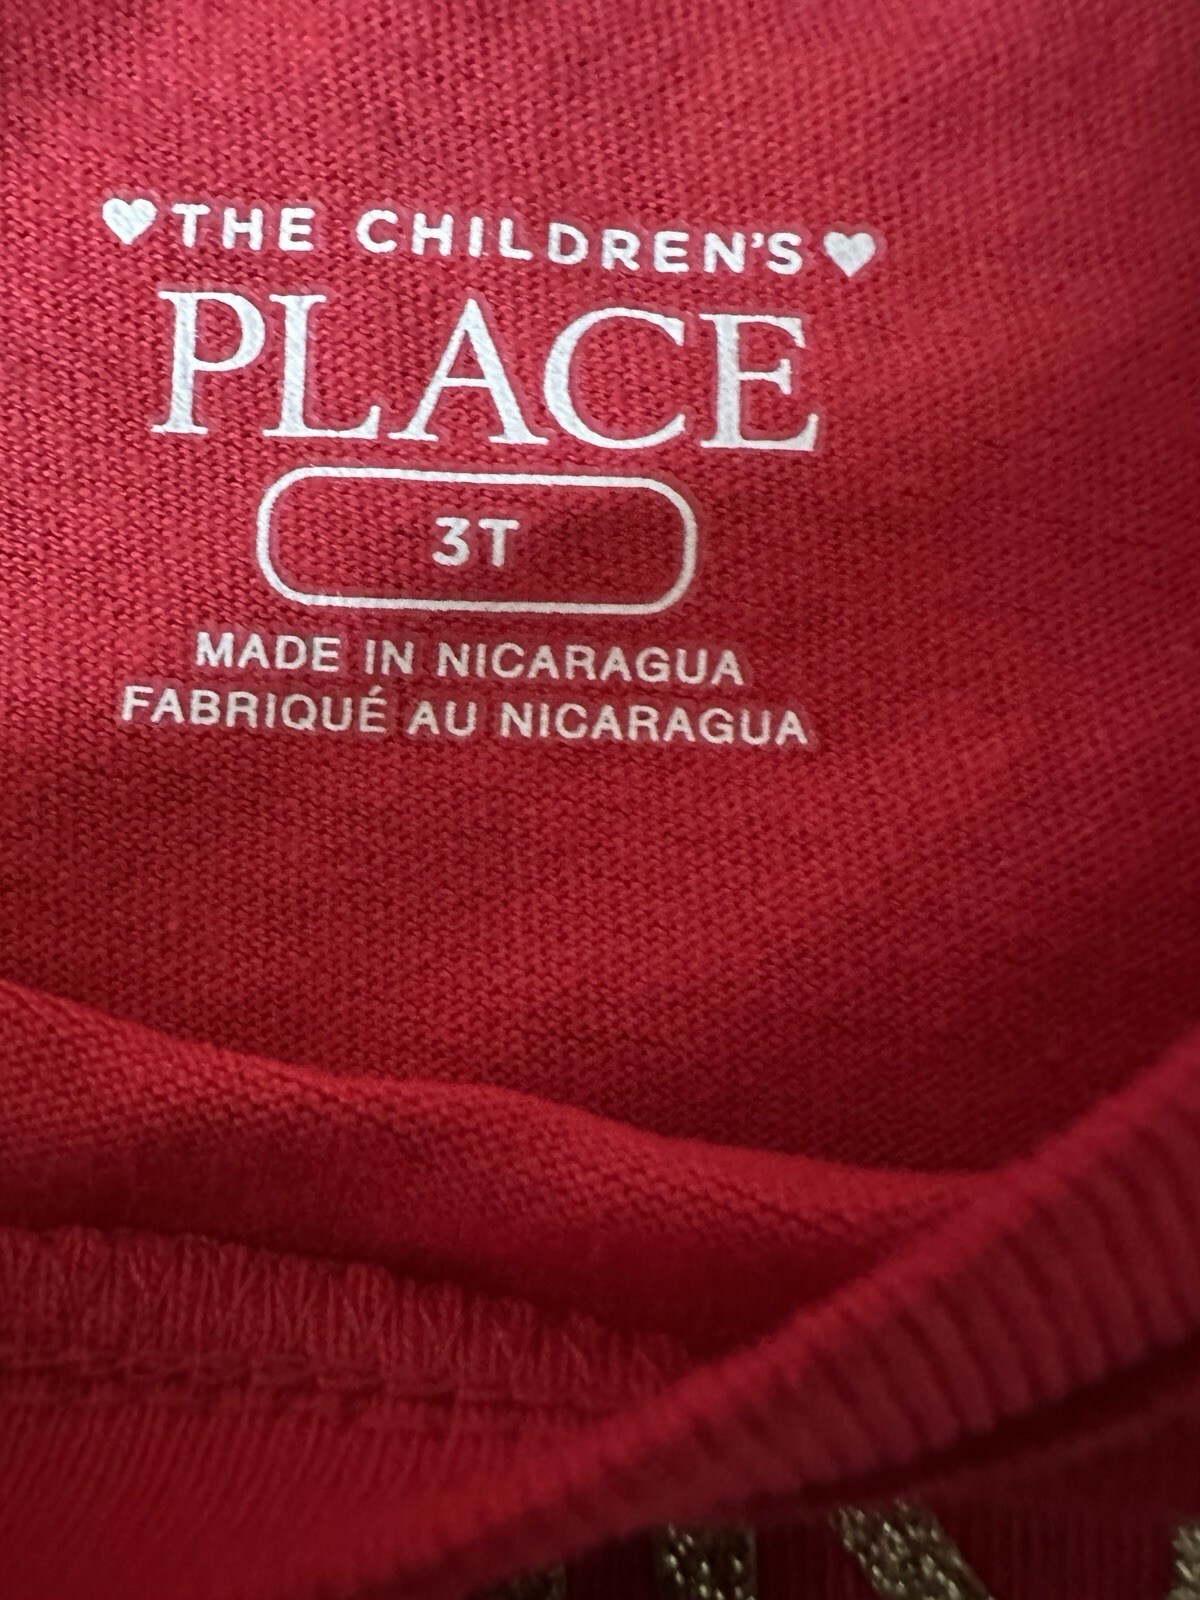 THE CHILDREN'S
PLACE
3T
MADE IN NICARAGUA
FABRIQUÉ AU NICARAGUA